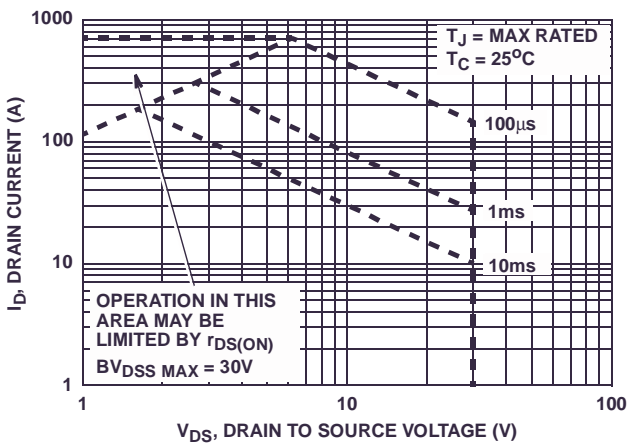 1000
100
10
1
I_D, DRAIN CURRENT (A)
T_J = MAX RATED
T_C = 25°C
100μs
1ms
10ms
OPERATION IN THIS
AREA MAY BE
LIMITED BY r_DS(ON)
BV_DSS MAX = 30V
1 10 100
V_DS, DRAIN TO SOURCE VOLTAGE (V)